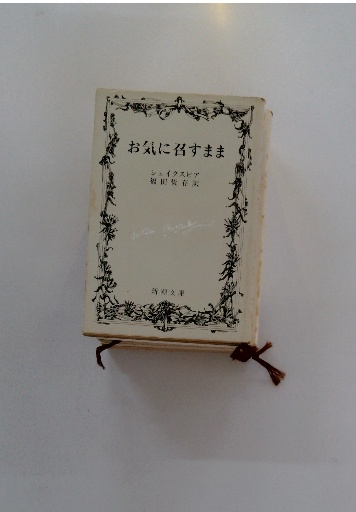 お気に召すまま
シェイクスピア
福田恆存訳
新潮文庫